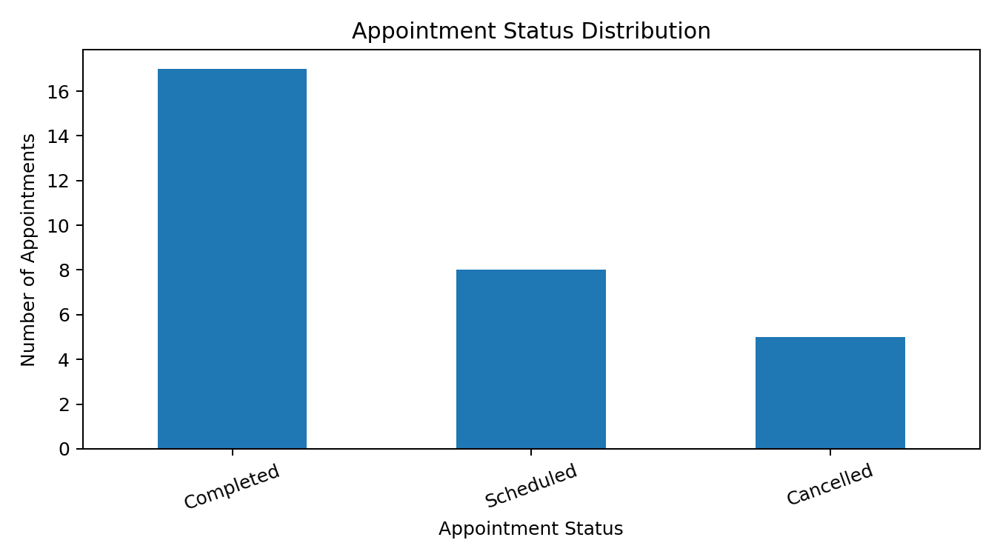 Appointment Status Distribution
Number of Appointments
16
14
12
10
8
6
4
2
0
Completed
Scheduled
Cancelled
Appointment Status